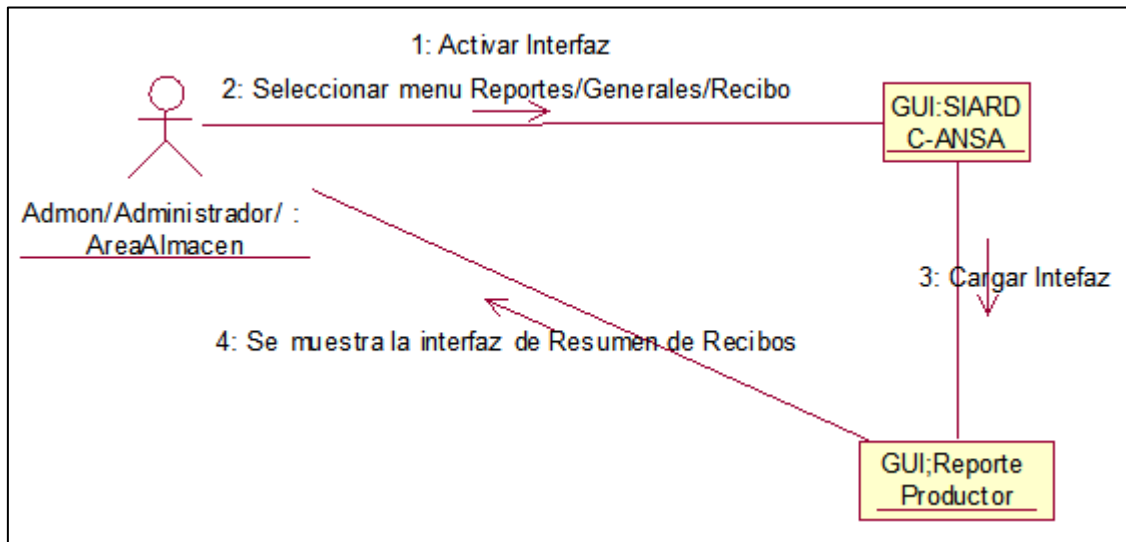 1: Activar Interfaz
2: Seleccionar menu Reportes/Generales/Recibo
GUI:SIARD
C-ANSA
Admon/Administrador/ :
AreaAlmacen
3: Cargar Intefaz
4: Se muestra la interfaz de Resumen de Recibos
GUI;Reporte
Productor